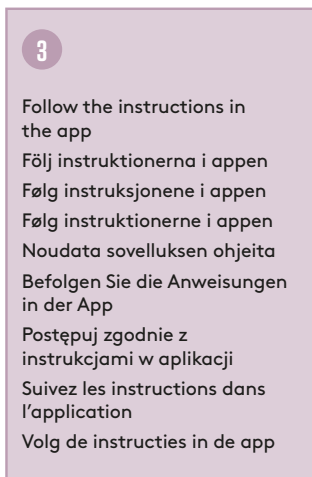 3
Follow the instructions in
the app
Följ instruktionerna i appen
Følg instruksjonene i appen
Følg instruktionerne i appen
Noudata sovelluksen ohjeita
Befolgen Sie die Anweisungen
in der App
Postępuj zgodnie z
instrukcjami w aplikacji
Suivez les instructions dans
l’application
Volg de instructies in de app